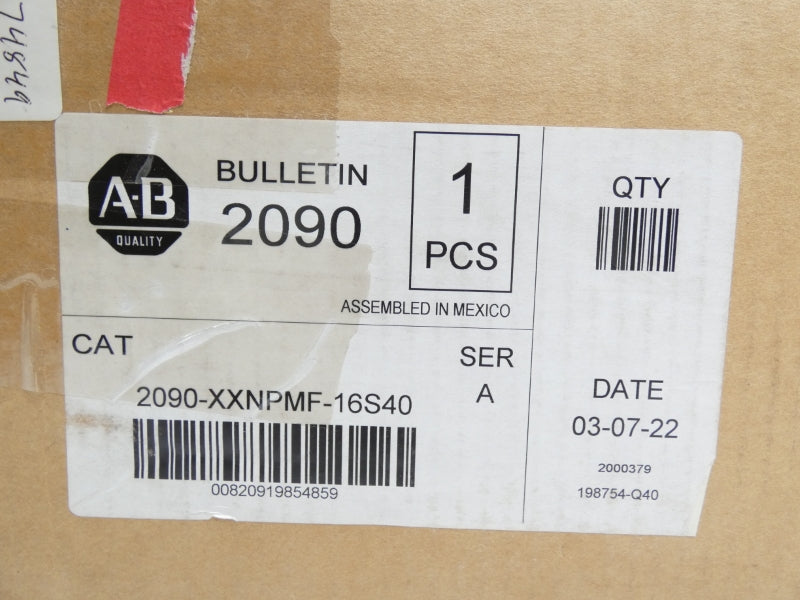 74849
A-B
QUALITY
BULLETIN
2090
1
PCS
ASSEMBLED IN MEXICO
QTY
CAT
2090-XXNPMF-16S40
00820919854859
SER
A
DATE
03-07-22
2000379
198754-Q40